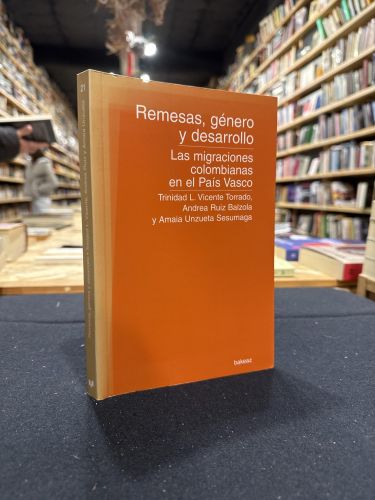 Remesas, género
y desarrollo
Las migraciones
colombianas
en el País Vasco
Trinidad L. Vicente Torrado,
Andrea Ruiz Balzola
y Amaia Unzueta Sesumaga
bakeaz
21